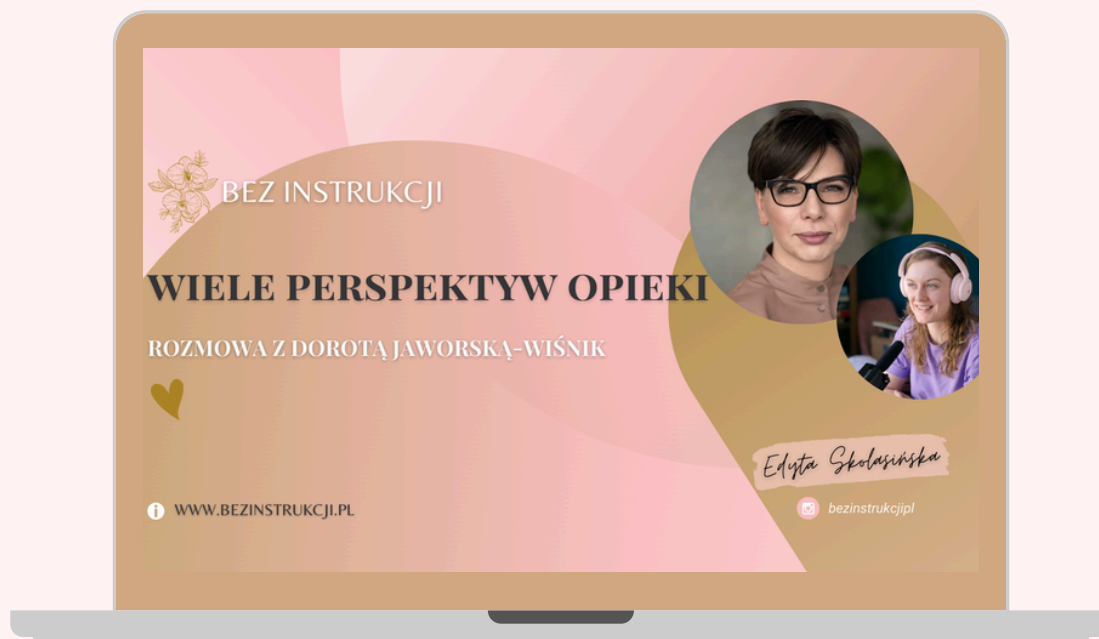 BEZ INSTRUKCJI
WIELE PERSPEKTYW OPIEKI
ROZMOWA Z DOROTĄ JAWORSKĄ-WIŚNIK
Edyta Skolasińska
WWW.BEZINSTRUKCJI.PL
bezinstrukcjipl